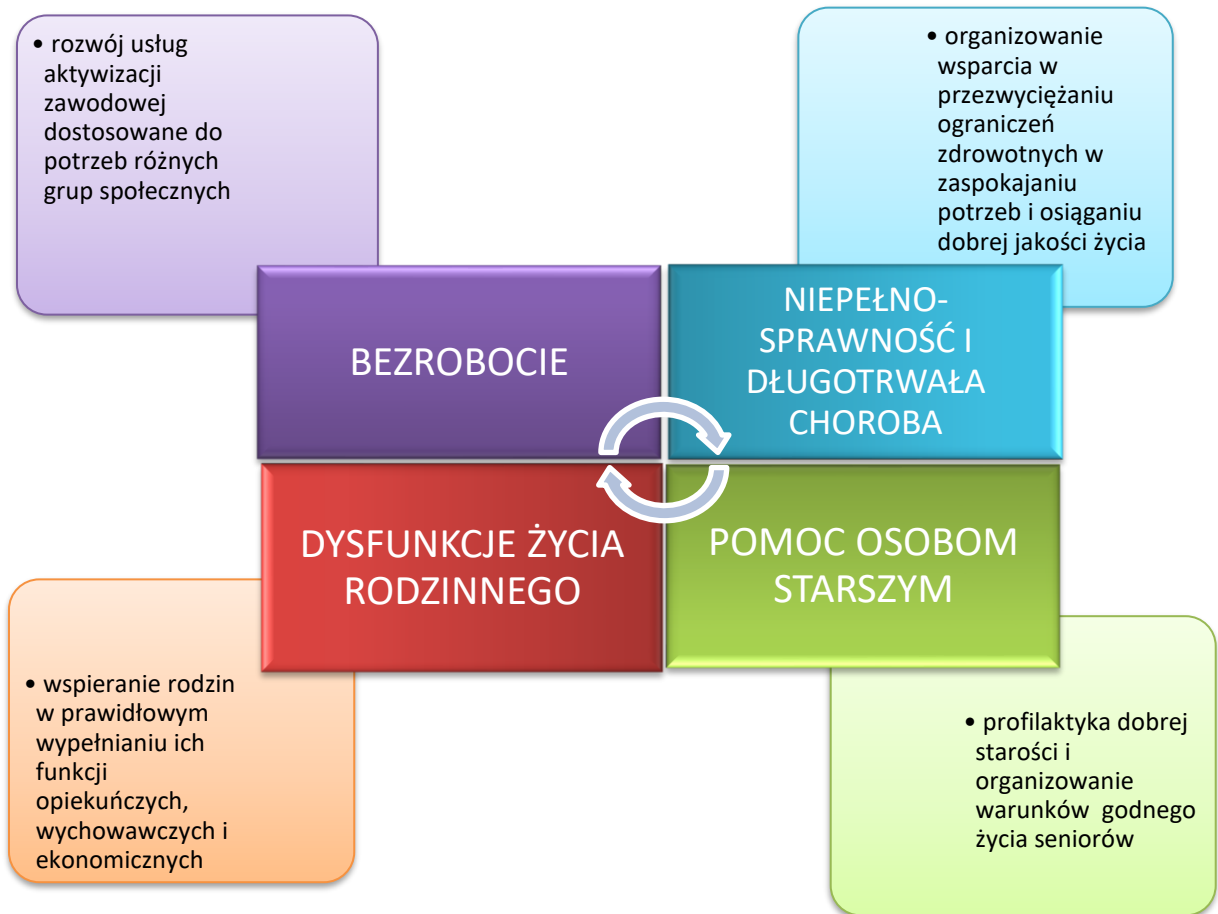 • rozwój usług
aktywizacji
zawodowej
dostosowane do
potrzeb różnych
grup społecznych
• organizowanie
wsparcia w
przezwyciężaniu
ograniczeń
zdrowotnych w
zaspokajaniu
potrzeb i osiąganiu
dobrej jakości życia
BEZROBOCIE
NIEPEŁNO-
SPRAWNOŚĆ I
DŁUGOTRWAŁA
CHOROBA
DYSFUNKCJE ŻYCIA
RODZINNEGO
POMOC OSOBOM
STARSZYM
• wspieranie rodzin
w prawidłowym
wypełnianiu ich
funkcji
opiekuńczych,
wychowawczych i
ekonomicznych
• profilaktyka dobrej
starości i
organizowanie
warunków godnego
życia seniorów